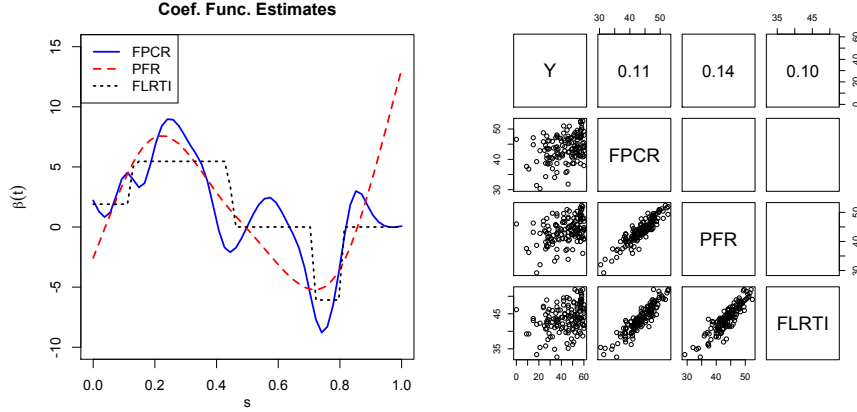 Coef. Func. Estimates
FPCR
PFR
FLRTI
15
10
5
0
-5
-10
β(t)
0.0 0.2 0.4 0.6 0.8 1.0
s
30 40 50
35 45
Y
0.11
0.14
0.10
0 20 40 60
30 40 50
FPCR
PFR
30 40 50
35 45
FLRTI
0 20 40 60
30 40 50